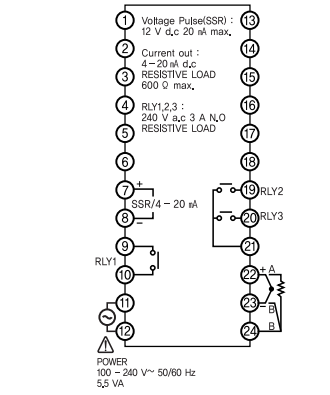 1 Voltage Pulse(SSR) : 13
12 V d.c 20 mA max.
2 Current out : 14
4-20 mA d.c
3 RESISTIVE LOAD 15
600 Ω max.
4 RLY1,2,3 : 16
240 V a.c 3 A N.O
5 RESISTIVE LOAD 17
6 18
7 + 19 RLY2
SSR/4 - 20 mA
8 - 20 RLY3
9 21
RLY1
10 22 + A
11 23 - B
12 24 B
POWER
100 - 240 V~ 50/60 Hz
5.5 VA